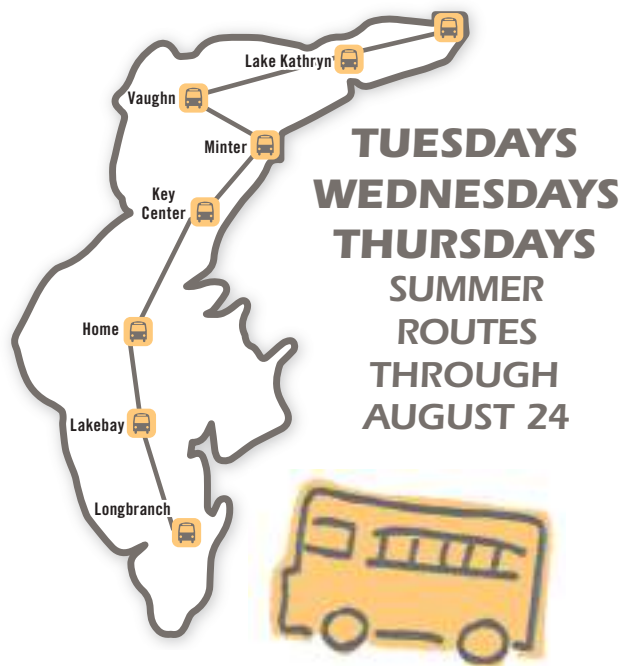 Lake Kathryn
Vaughn
Minter
Key
Center
Home
Lakebay
Longbranch
TUESDAYS
WEDNESDAYS
THURSDAYS
SUMMER
ROUTES
THROUGH
AUGUST 24